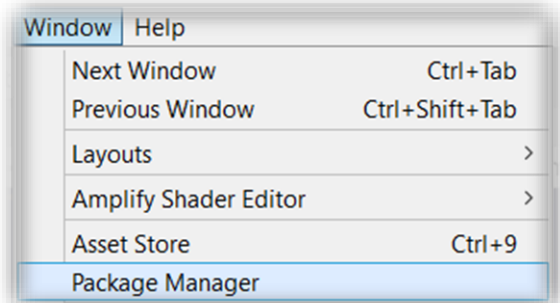 Window Help
Next Window Ctrl+Tab
Previous Window Ctrl+Shift+Tab
Layouts
Amplify Shader Editor
Asset Store Ctrl+9
Package Manager